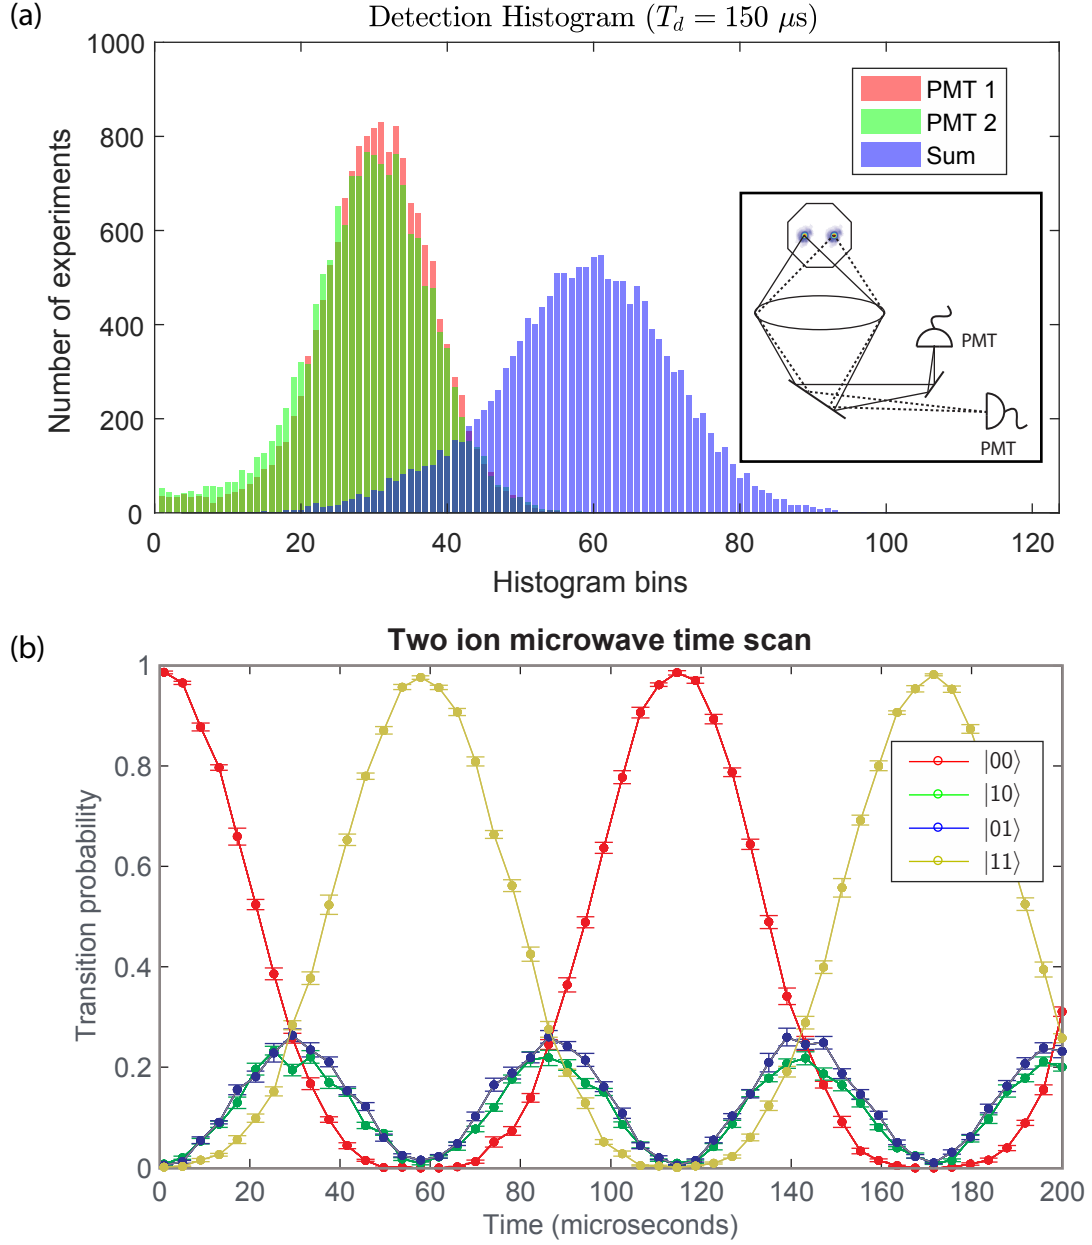 (a)
Detection Histogram (T_d = 150 μs)
1000
800
600
400
200
0
Number of experiments
PMT 1
PMT 2
Sum
PMT
PMT
0 20 40 60 80 100 120
Histogram bins
(b)
Two ion microwave time scan
1
0.8
0.6
0.4
0.2
0
Transition probability
|00⟩
|10⟩
|01⟩
|11⟩
0 20 40 60 80 100 120 140 160 180 200
Time (microseconds)